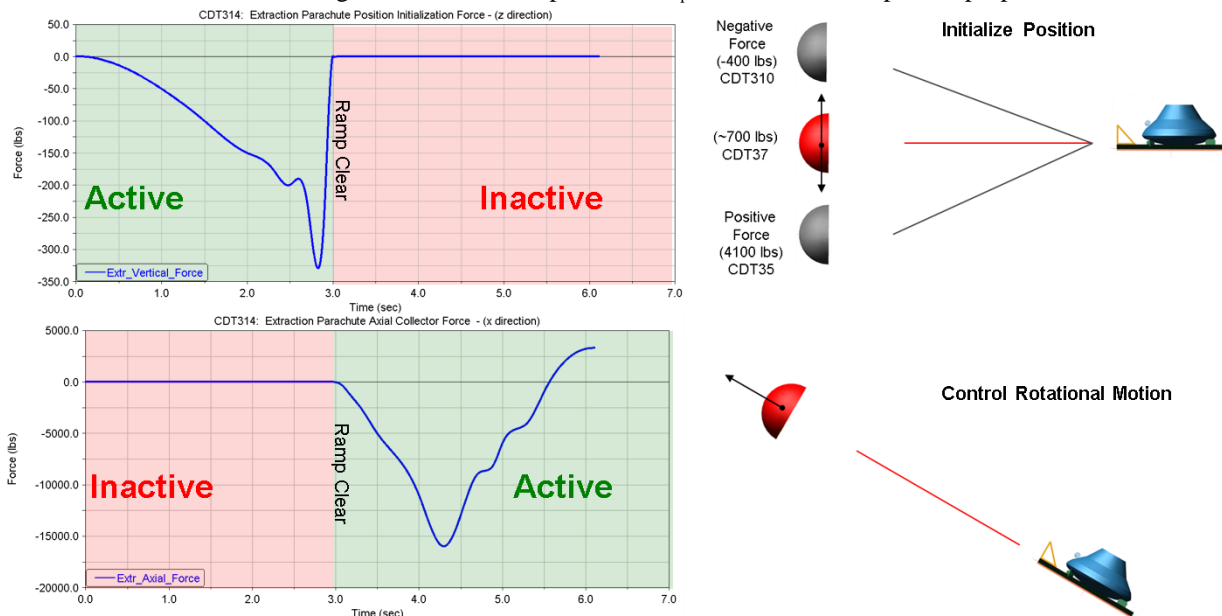 CDT314: Extraction Parachute Position Initialization Force - (z direction)
50.0
0.0
-50.0
-100.0
-150.0
-200.0
-250.0
-300.0
-350.0
Force (lbs)
Active
Ramp Clear
Inactive
Extr_Vertical_Force
0.0 1.0 2.0 3.0 4.0 5.0 6.0 7.0
Time (sec)
Negative
Force
(-400 lbs)
CDT310
(~700 lbs)
CDT37
Positive
Force
(4100 lbs)
CDT35
Initialize Position
CDT314: Extraction Parachute Axial Collector Force - (x direction)
5000.0
0.0
-5000.0
-10000.0
-15000.0
-20000.0
Force (lbs)
Inactive
Ramp Clear
Active
Extr_Axial_Force
0.0 1.0 2.0 3.0 4.0 5.0 6.0 7.0
Time (sec)
Control Rotational Motion